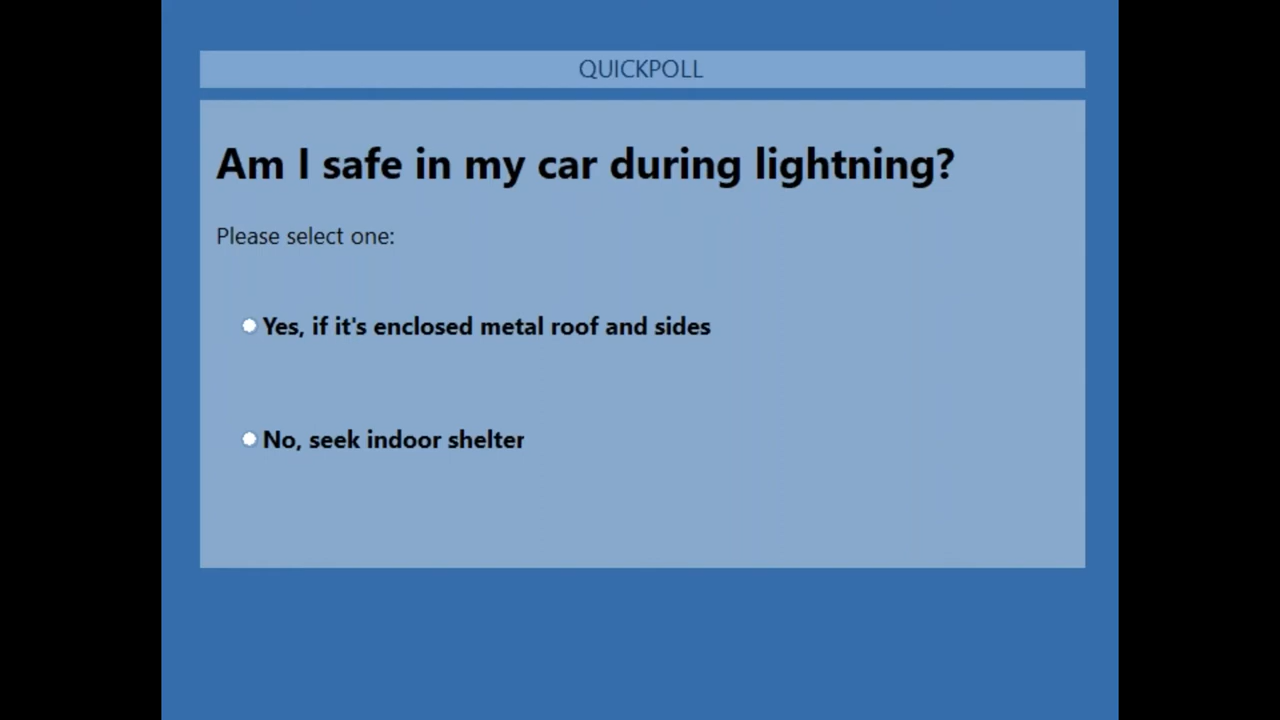 QUICKPOLL
Am I safe in my car during lightning?
Please select one:
Yes, if it's enclosed metal roof and sides
No, seek indoor shelter